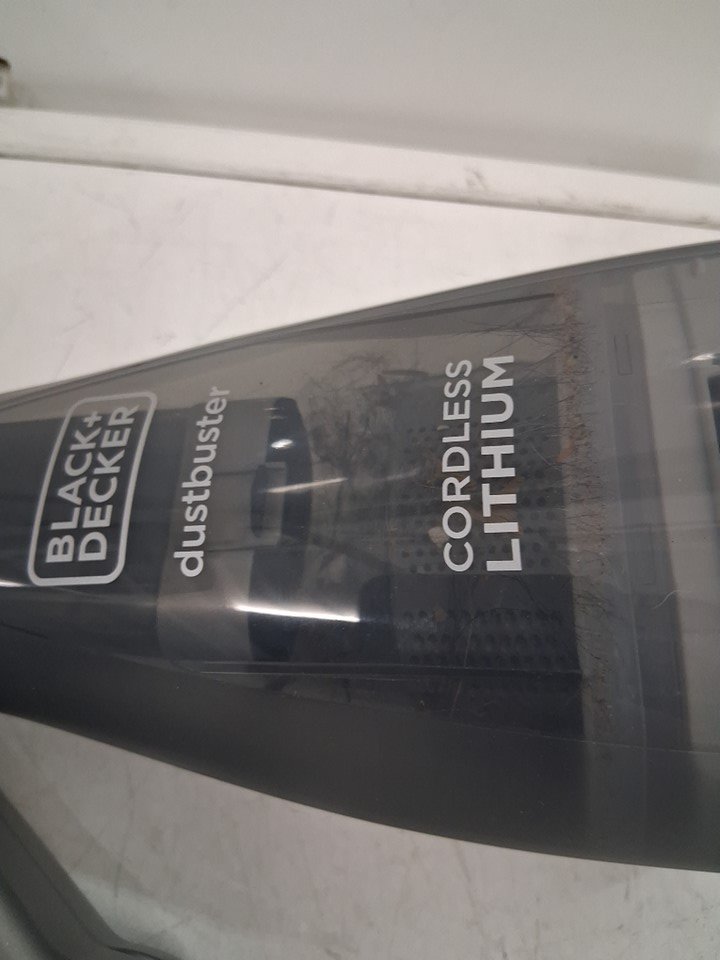 BLACK+
DECKER
dustbuster
CORDLESS
LITHIUM